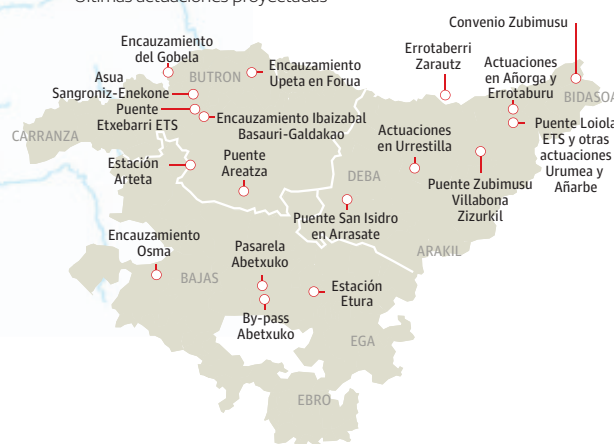 Últimas actuaciones proyectadas
Convenio Zubimusu
Encauzamiento
del Gobela
BUTRON
Encauzamiento
Upeta en Forua
Errotaberri
Zarautz
Actuaciones
en Añorga y
Errotaburu
BIDASOA
Asua
Sangroniz-Enekone
Puente
Etxebarri ETS
Encauzamiento Ibaizabal
Basauri-Galdakao
CARRANZA
Actuaciones
en Urrestilla
Puente Loiola
ETS y otras
actuaciones
Urumea y
Añarbe
Estación
Arteta
Puente
Areatza
DEBA
Puente Zubimusu
Villabona
Zizurkil
Puente San Isidro
en Arrasate
ARAKIL
Encauzamiento
Osma
BAJAS
Pasarela
Abetxuko
Estación
Etura
By-pass
Abetxuko
EGA
EBRO